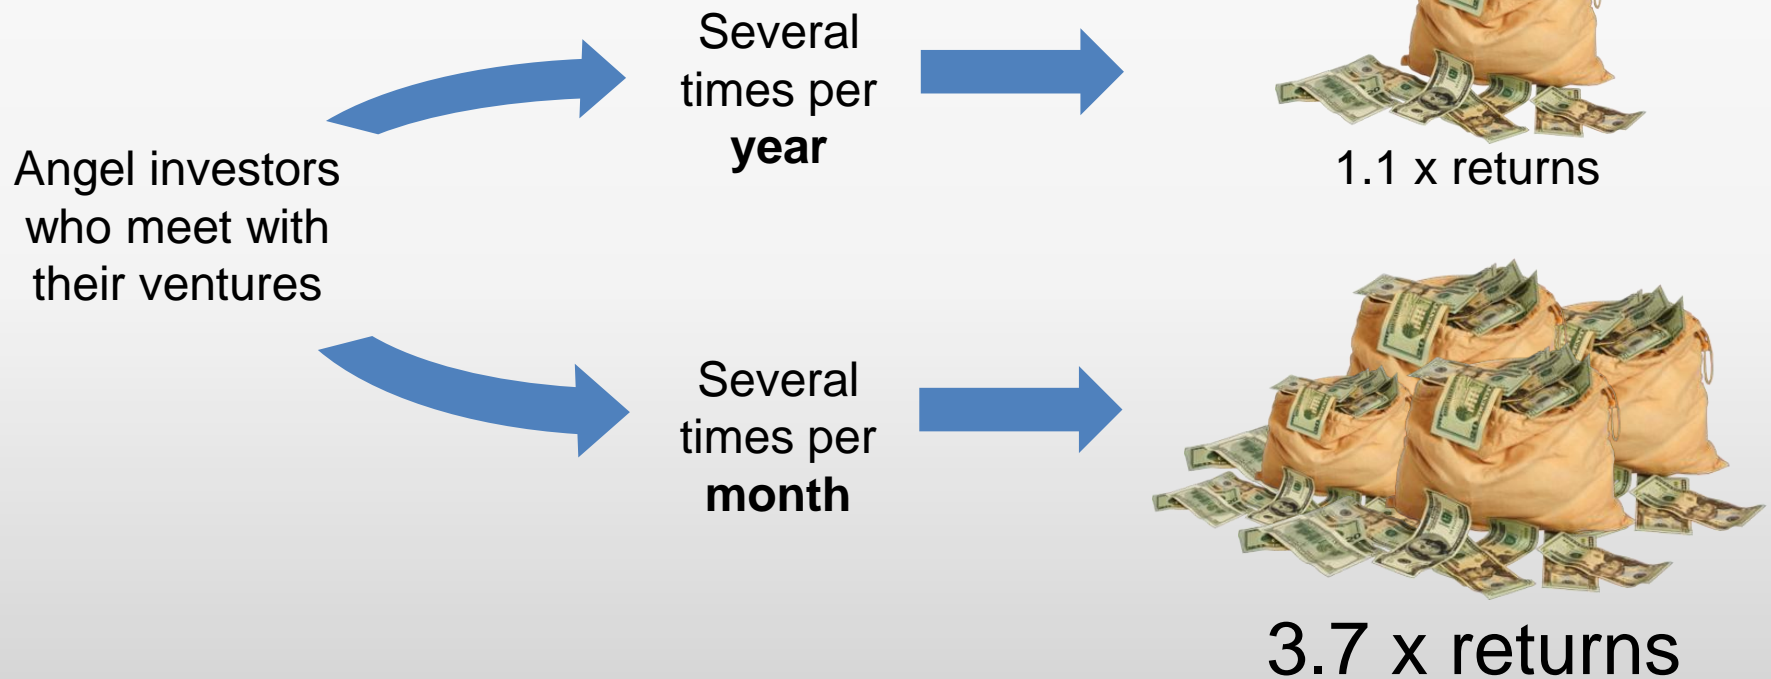 Angel investors
who meet with
their ventures
Several
times per
year
1.1 x returns
Several
times per
month
3.7 x returns